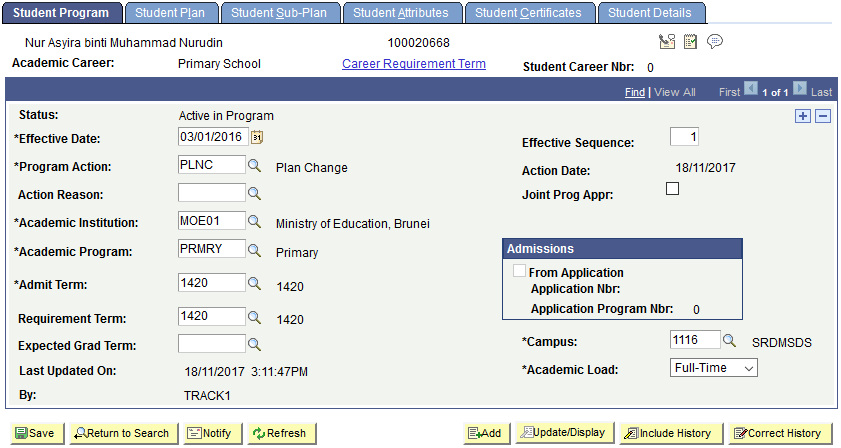 Student Program Student Plan Student Sub-Plan Student Attributes Student Certificates Student Details
Nur Asyira binti Muhammad Nurudin 100020668
Academic Career: Primary School Career Requirement Term Student Career Nbr: 0
Find | View All First 1 of 1 Last
Status: Active in Program
*Effective Date: 03/01/2016 31 Effective Sequence: 1
*Program Action: PLNC Plan Change Action Date: 18/11/2017
Action Reason: Joint Prog Appr:
*Academic Institution: MOE01 Ministry of Education, Brunei
*Academic Program: PRMRY Primary
Admissions
From Application
*Admit Term: 1420 1420
Application Nbr:
Application Program Nbr: 0
Requirement Term: 1420 1420
Expected Grad Term: *Campus: 1116 SRDMSDS
Last Updated On: 18/11/2017 3:11:47PM *Academic Load: Full-Time
By: TRACK1
Save Return to Search Notify Refresh Add Update/Display Include History Correct History